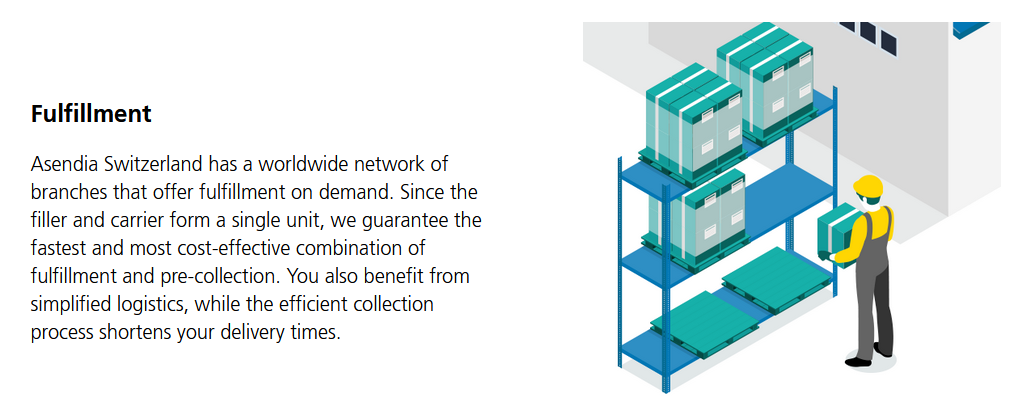 Fulfillment
Asendia Switzerland has a worldwide network of
branches that offer fulfillment on demand. Since the
filler and carrier form a single unit, we guarantee the
fastest and most cost-effective combination of
fulfillment and pre-collection. You also benefit from
simplified logistics, while the efficient collection
process shortens your delivery times.